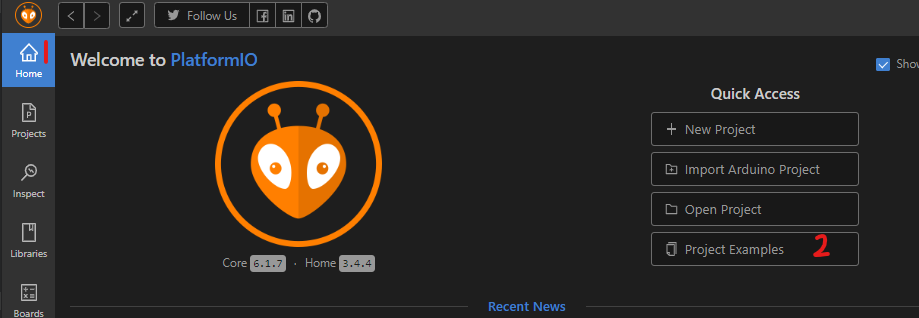 Follow Us
Welcome to PlatformIO
Show
Home
Quick Access
New Project
Projects
Import Arduino Project
Inspect
Open Project
Libraries
Project Examples 2
Core 6.1.7 · Home 3.4.4
Boards
Recent News